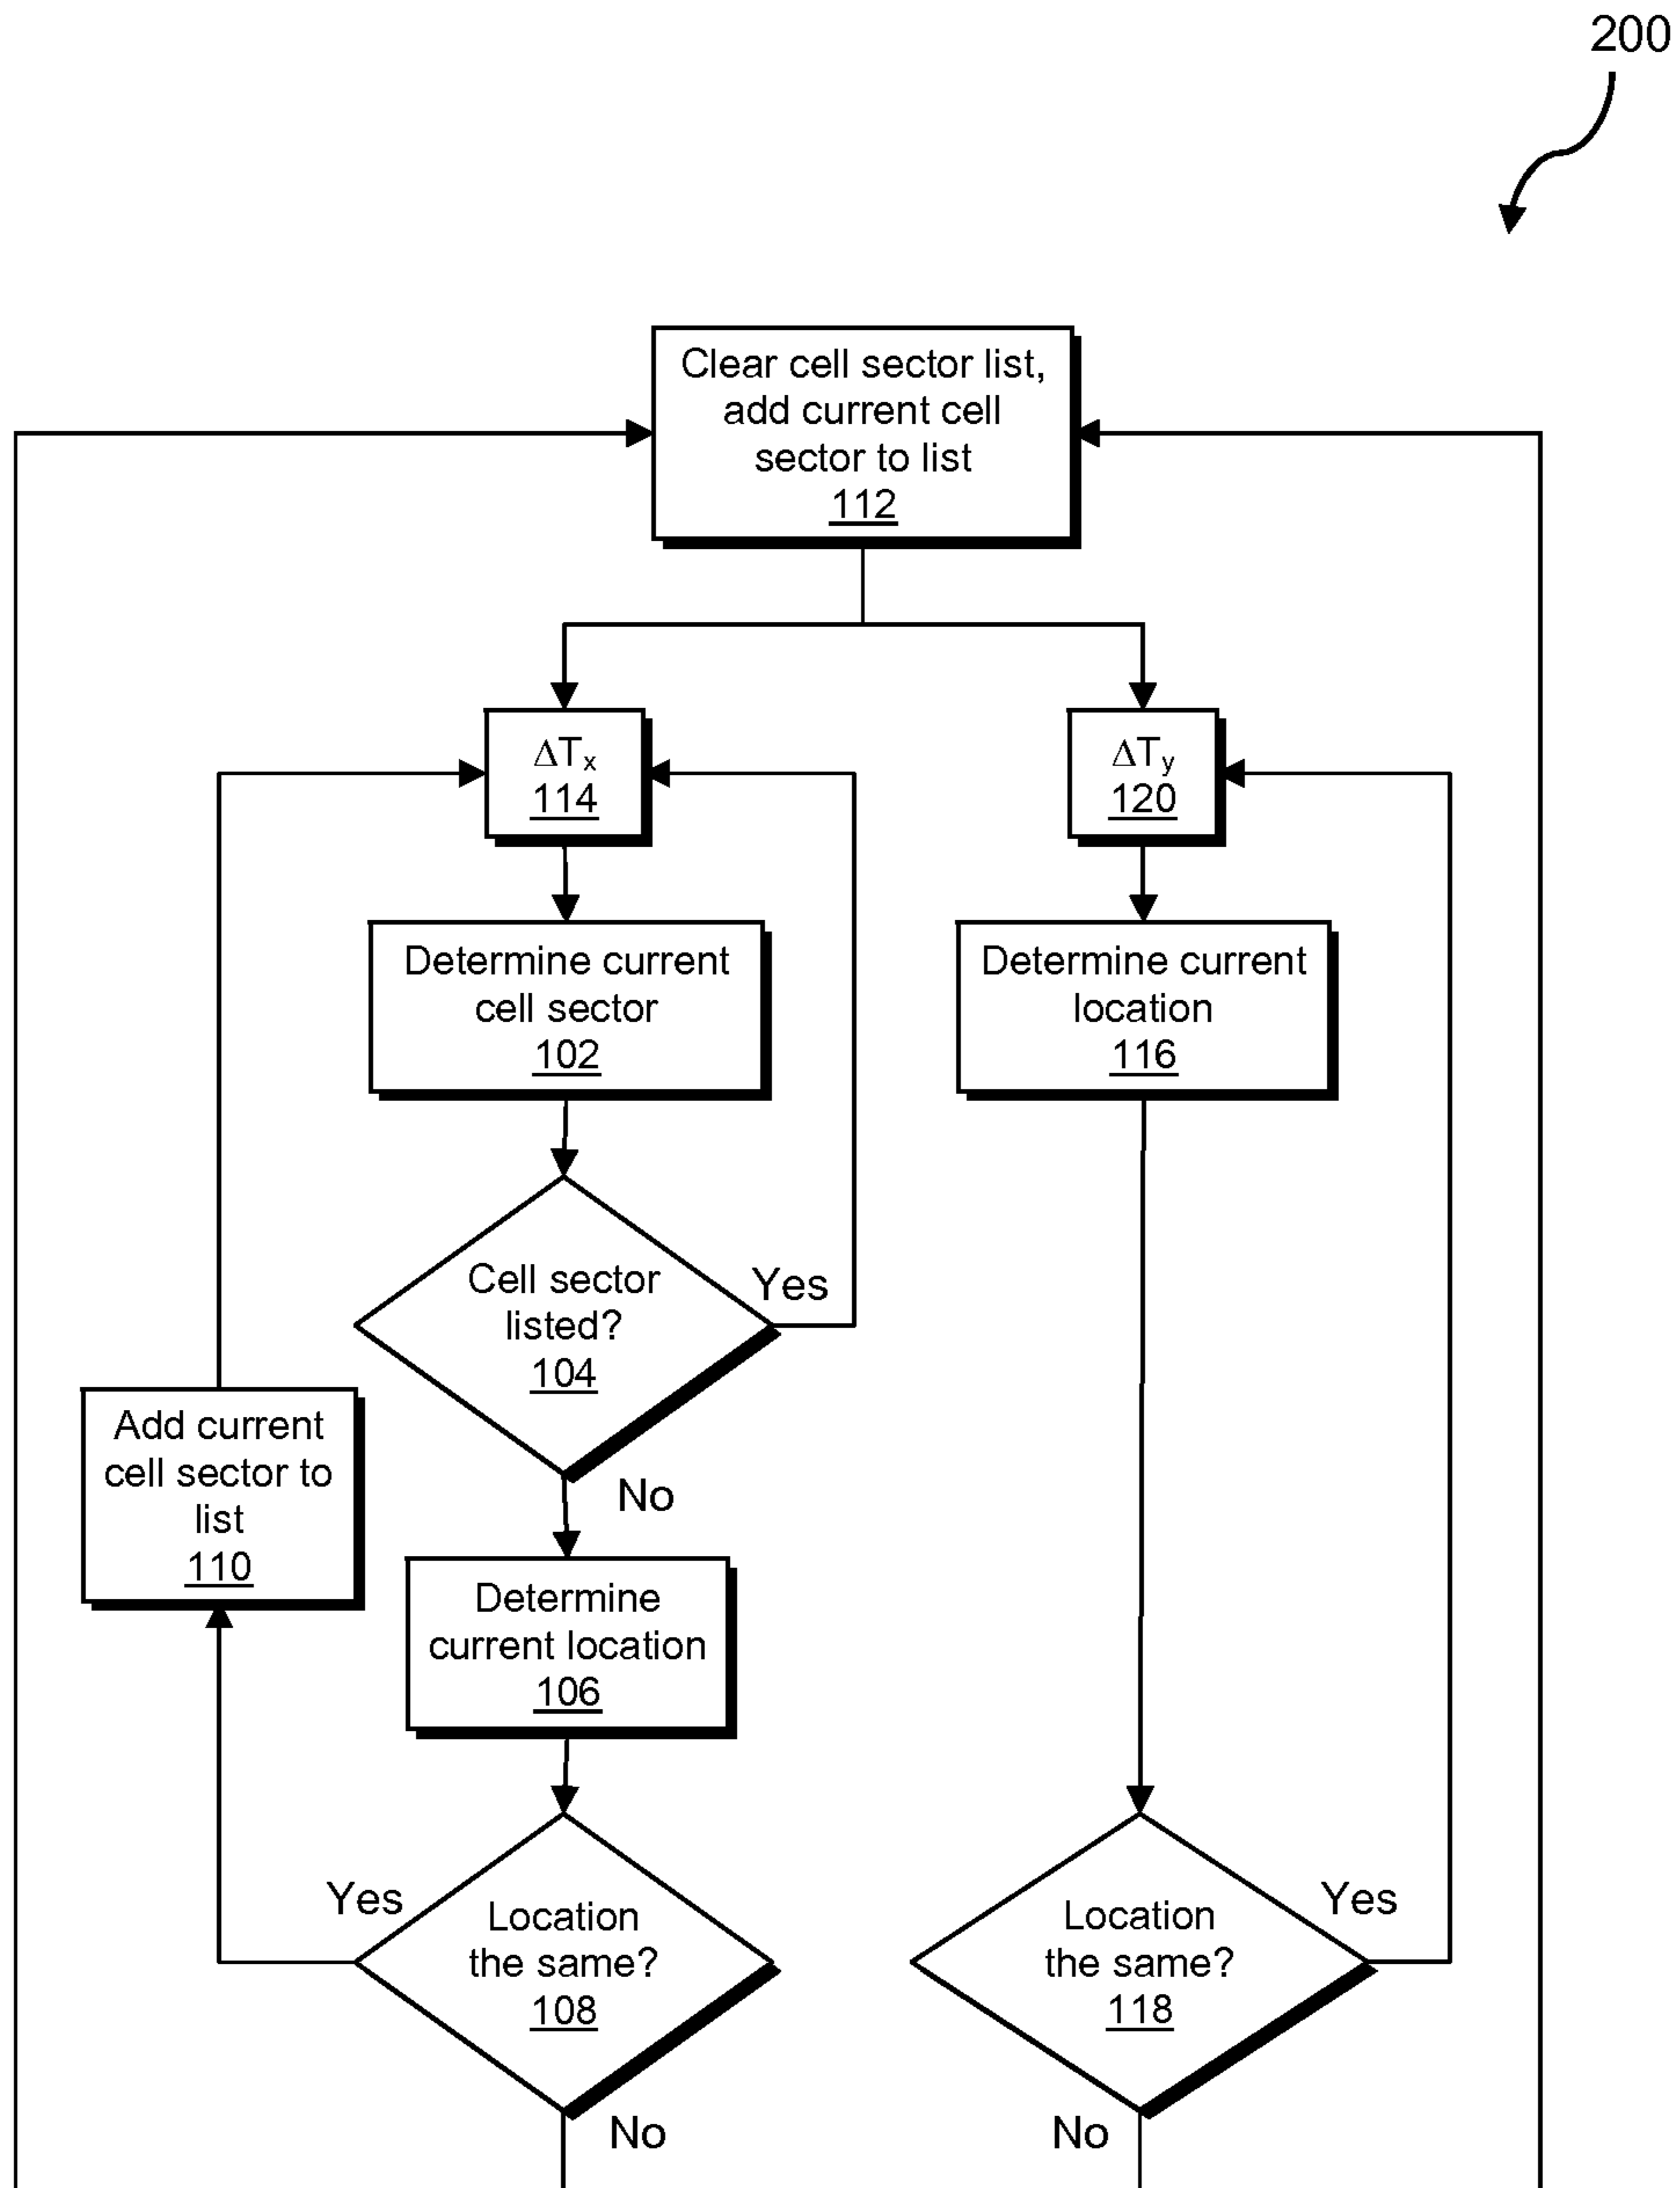 200
Clear cell sector list,
add current cell
sector to list
112
ΔTx
114
ΔTy
120
Determine current
cell sector
102
Determine current
location
116
Cell sector
listed?
104
Yes
No
Add current
cell sector to
list
110
Determine
current location
106
Yes
Location
the same?
108
No
Location
the same?
118
Yes
No